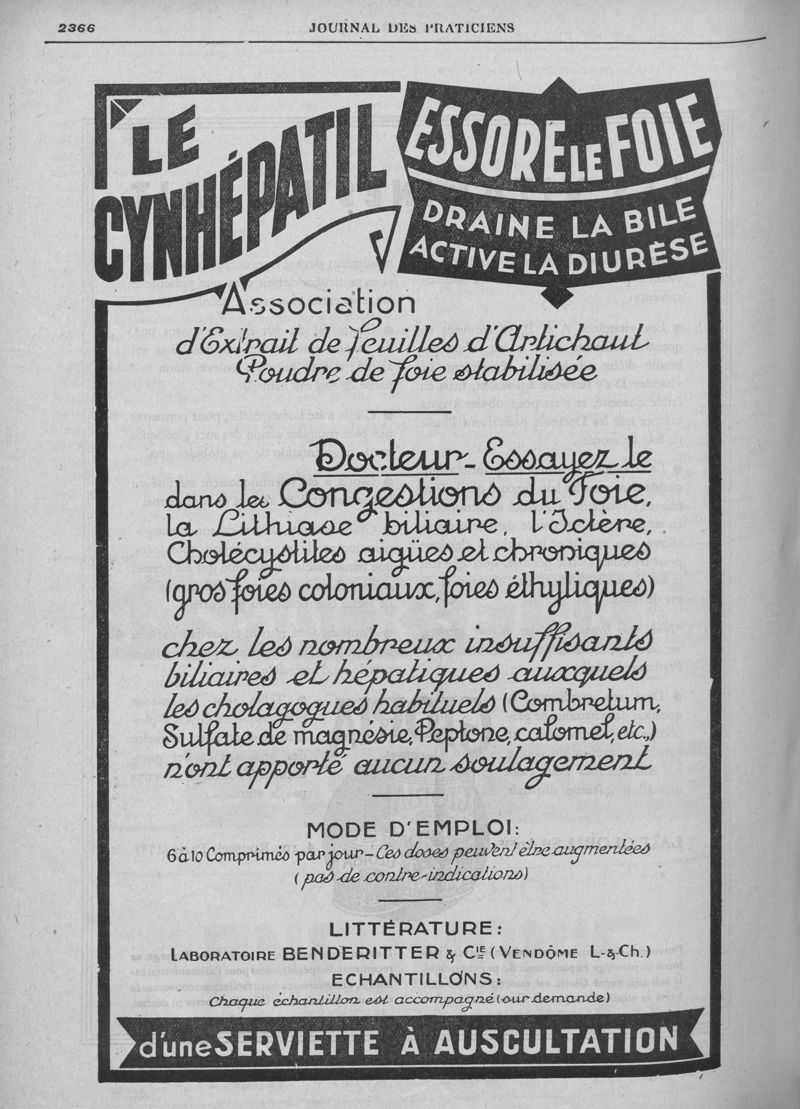 2366
JOURNAL DES PRATICIENS
LE
CYNHÉPATIL
ESSORE LE FOIE
DRAINE LA BILE
ACTIVE LA DIURÈSE
Association
d'Extrait de feuilles d'Artichaut
Poudre de foie stabilisée
Docteur - Essayez le
dans les Congestions du Foie,
la Lithiase biliaire, l'Ictère,
Cholécystites aigües et chroniques
(gros foies coloniaux, foies éthyliques)
chez les nombreux insuffisants
biliaires et hépatiques auxquels
les cholagogues habituels (Combretum,
Sulfate de magnésie, Peptone, calomel, etc.,)
n'ont apporté aucun soulagement
MODE D'EMPLOI:
6 à 10 Comprimés par jour - Ces doses peuvent être augmentées
(pas de contre-indications)
LITTÉRATURE:
LABORATOIRE BENDERITTER & CIE (VENDÔME L-&-Ch.)
ECHANTILLONS:
Chaque échantillon est accompagné (sur demande)
d'une SERVIETTE À AUSCULTATION